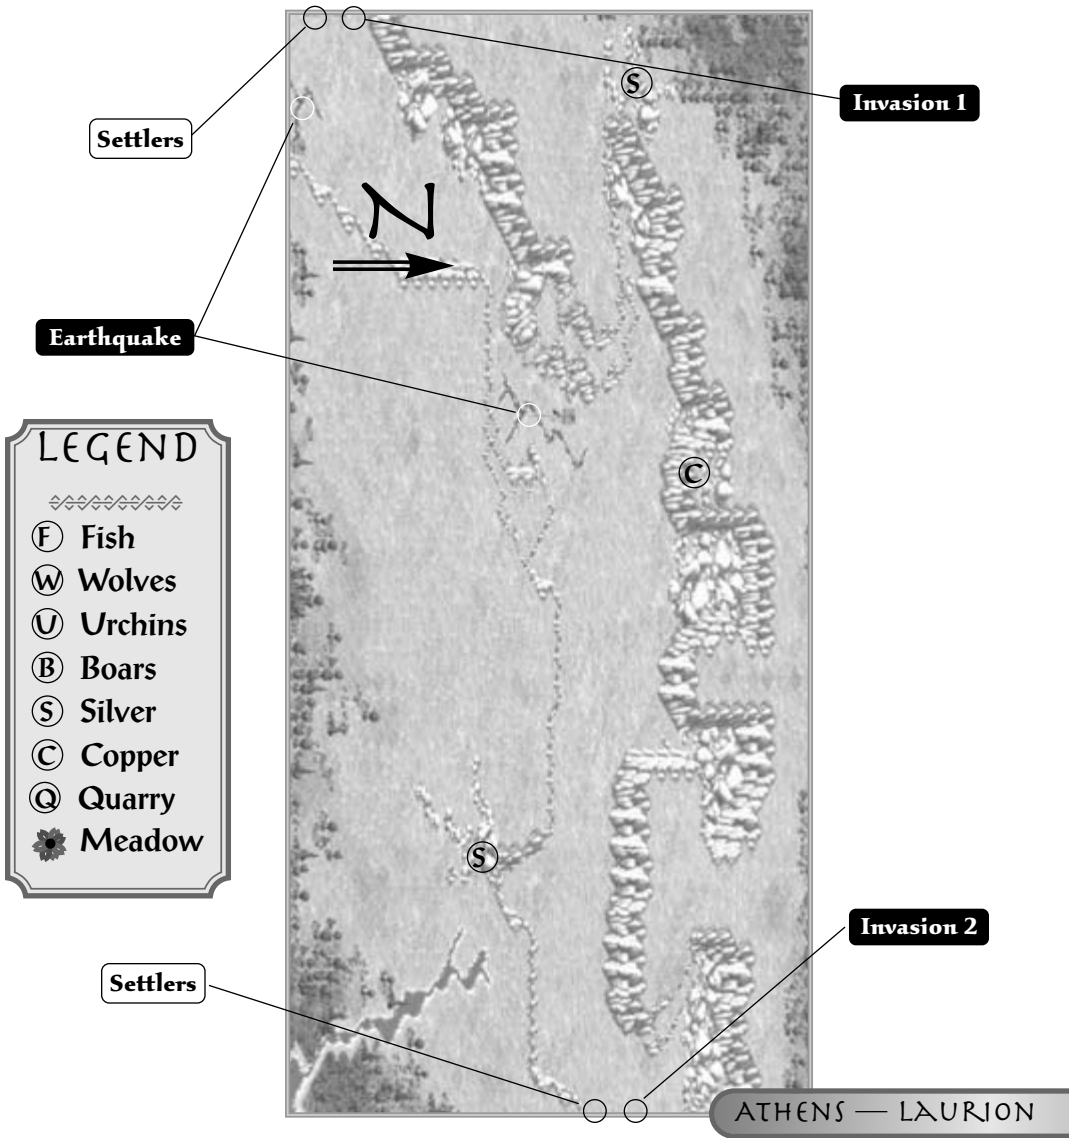 S
Invasion 1
Settlers
N
Earthquake
C
LEGEND
F Fish
W Wolves
U Urchins
B Boars
S Silver
C Copper
Q Quarry
Meadow
S
Invasion 2
Settlers
ATHENS — LAURION